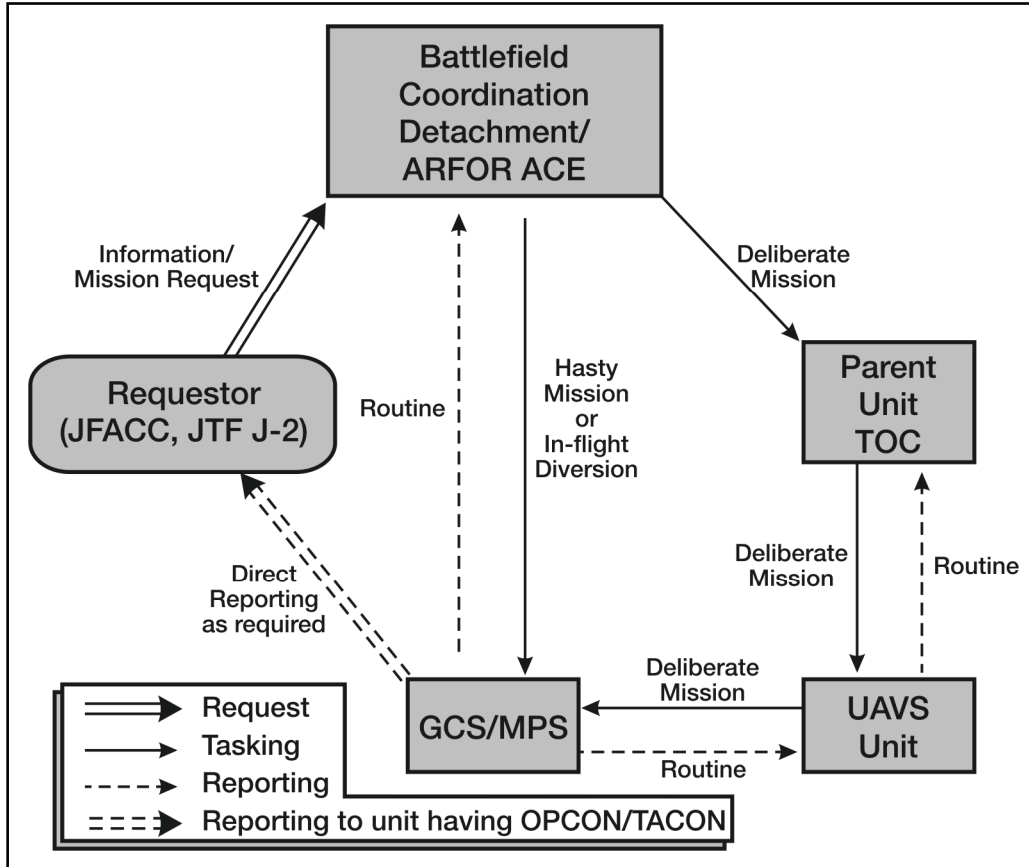 Battlefield
Coordination
Detachment/
ARFOR ACE
Information/
Mission Request
Deliberate
Mission
Requestor
(JFACC, JTF J-2)
Routine
Hasty
Mission
or
In-flight
Diversion
Parent
Unit
TOC
Direct
Reporting
as required
Deliberate
Mission
Routine
Deliberate
Mission
GCS/MPS
Routine
UAVS
Unit
Request
Tasking
Reporting
Reporting to unit having OPCON/TACON